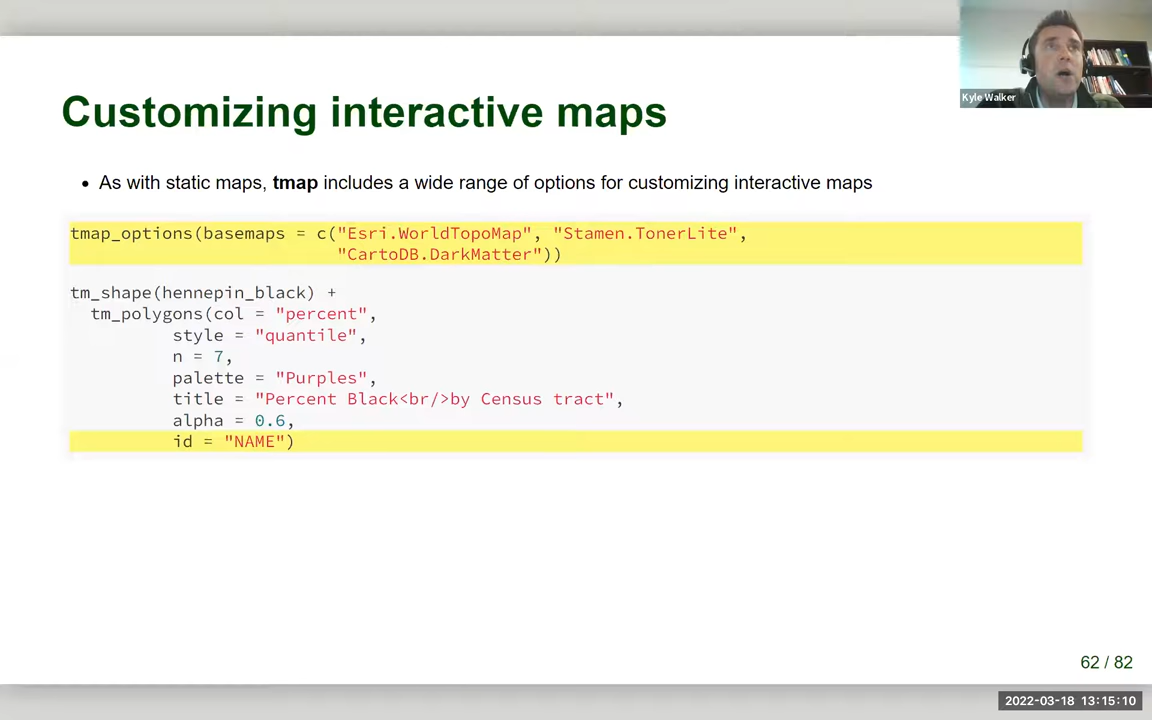 Customizing interactive maps
Kyle Walker
• As with static maps, tmap includes a wide range of options for customizing interactive maps
tmap_options(basemaps = c("Esri.WorldTopoMap", "Stamen.TonerLite",
"CartoDB.DarkMatter"))
tm_shape(hennepin_black) +
tm_polygons(col = "percent",
style = "quantile",
n = 7,
palette = "Purples",
title = "Percent Black<br/>by Census tract",
alpha = 0.6,
id = "NAME")
62 / 82
2022-03-18 13:15:10